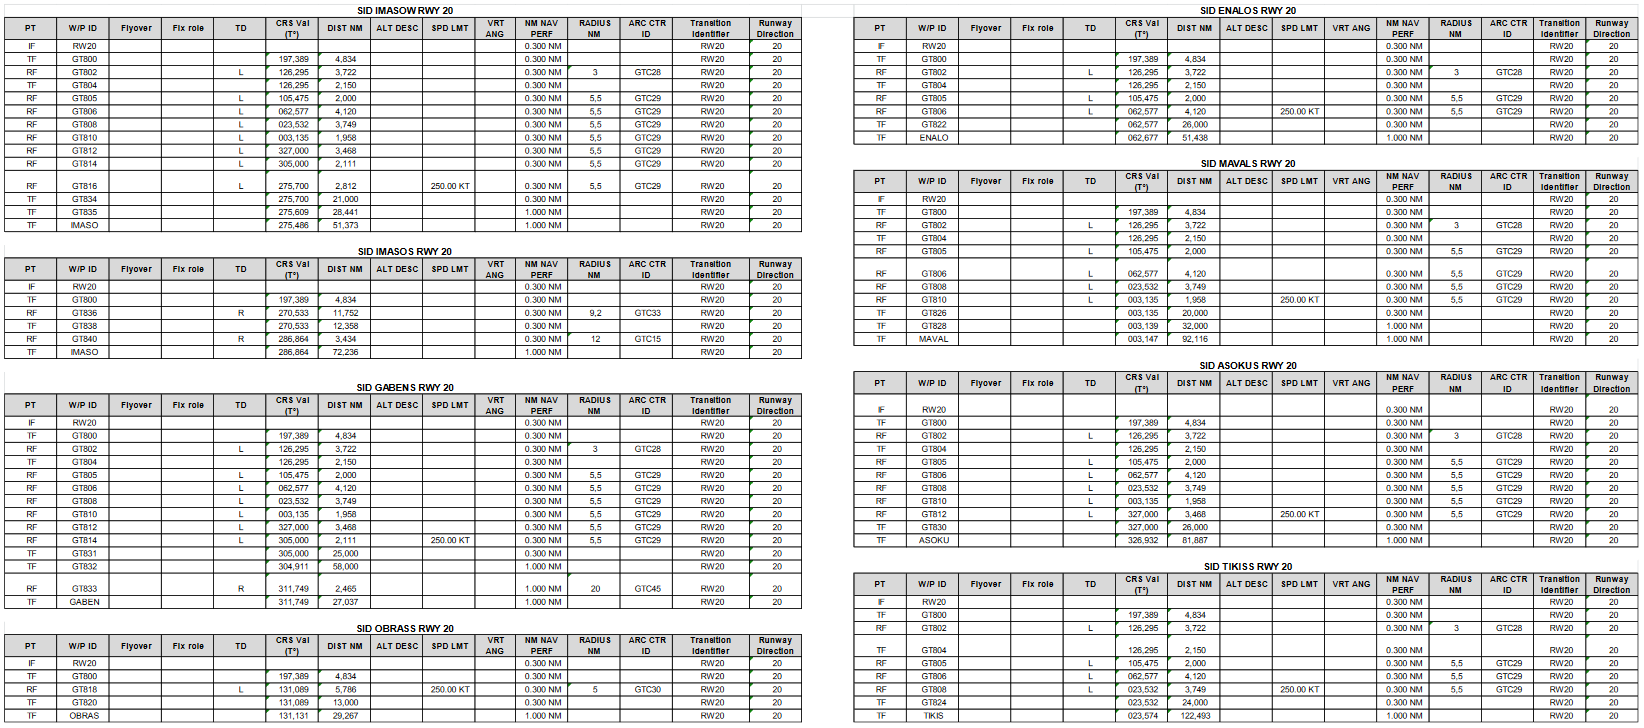 SID IMASOW RWY 20
PT W/P ID Flyover Fix role TD CRS Val (T°) DIST NM ALT DESC SPD LMT VRT ANG NM NAV PERF RADIUS NM ARC CTR ID Transition Identifier Runway Direction
IF RW20 0.300 NM RW20 20
TF GT800 197,389 4,834 0.300 NM RW20 20
RF GT802 L 126,295 3,722 0.300 NM 3 GTC28 RW20 20
TF GT804 126,295 2,150 0.300 NM RW20 20
RF GT805 L 105,475 2,000 0.300 NM 5,5 GTC29 RW20 20
RF GT806 L 062,577 4,120 0.300 NM 5,5 GTC29 RW20 20
RF GT808 L 023,532 3,749 0.300 NM 5,5 GTC29 RW20 20
RF GT810 L 003,135 1,958 0.300 NM 5,5 GTC29 RW20 20
RF GT812 L 327,000 3,468 0.300 NM 5,5 GTC29 RW20 20
RF GT814 L 305,000 2,111 0.300 NM 5,5 GTC29 RW20 20
RF GT816 L 275,700 2,812 250.00 KT 0.300 NM 5,5 GTC29 RW20 20
TF GT834 275,700 21,000 0.300 NM RW20 20
TF GT835 275,609 28,441 1.000 NM RW20 20
TF IMASO 275,486 51,373 1.000 NM RW20 20
SID IMASOS RWY 20
PT W/P ID Flyover Fix role TD CRS Val (T°) DIST NM ALT DESC SPD LMT VRT ANG NM NAV PERF RADIUS NM ARC CTR ID Transition Identifier Runway Direction
IF RW20 0.300 NM RW20 20
TF GT800 197,389 4,834 0.300 NM RW20 20
RF GT836 R 270,533 11,752 0.300 NM 9,2 GTC33 RW20 20
TF GT838 270,533 12,358 0.300 NM RW20 20
RF GT840 R 286,864 3,434 0.300 NM 12 GTC15 RW20 20
TF IMASO 286,864 72,236 1.000 NM RW20 20
SID GABENS RWY 20
PT W/P ID Flyover Fix role TD CRS Val (T°) DIST NM ALT DESC SPD LMT VRT ANG NM NAV PERF RADIUS NM ARC CTR ID Transition Identifier Runway Direction
IF RW20 0.300 NM RW20 20
TF GT800 197,389 4,834 0.300 NM RW20 20
RF GT802 L 126,295 3,722 0.300 NM 3 GTC28 RW20 20
TF GT804 126,295 2,150 0.300 NM RW20 20
RF GT805 L 105,475 2,000 0.300 NM 5,5 GTC29 RW20 20
RF GT806 L 062,577 4,120 0.300 NM 5,5 GTC29 RW20 20
RF GT808 L 023,532 3,749 0.300 NM 5,5 GTC29 RW20 20
RF GT810 L 003,135 1,958 0.300 NM 5,5 GTC29 RW20 20
RF GT812 L 327,000 3,468 0.300 NM 5,5 GTC29 RW20 20
RF GT814 L 305,000 2,111 250.00 KT 0.300 NM 5,5 GTC29 RW20 20
TF GT831 305,000 25,000 0.300 NM RW20 20
TF GT832 304,911 58,000 1.000 NM RW20 20
RF GT833 R 311,749 2,465 1.000 NM 20 GTC45 RW20 20
TF GABEN 311,749 27,037 1.000 NM RW20 20
SID OBRASS RWY 20
PT W/P ID Flyover Fix role TD CRS Val (T°) DIST NM ALT DESC SPD LMT VRT ANG NM NAV PERF RADIUS NM ARC CTR ID Transition Identifier Runway Direction
IF RW20 0.300 NM RW20 20
TF GT800 197,389 4,834 0.300 NM RW20 20
RF GT818 L 131,089 5,786 250.00 KT 0.300 NM 5 GTC30 RW20 20
TF GT820 131,089 13,000 0.300 NM RW20 20
TF OBRAS 131,131 29,267 1.000 NM RW20 20
SID ENALOS RWY 20
PT W/P ID Flyover Fix role TD CRS Val (T°) DIST NM ALT DESC SPD LMT VRT ANG NM NAV PERF RADIUS NM ARC CTR ID Transition Identifier Runway Direction
IF RW20 0.300 NM RW20 20
TF GT800 197,389 4,834 0.300 NM RW20 20
RF GT802 L 126,295 3,722 0.300 NM 3 GTC28 RW20 20
TF GT804 126,295 2,150 0.300 NM RW20 20
RF GT805 L 105,475 2,000 0.300 NM 5,5 GTC29 RW20 20
RF GT806 L 062,577 4,120 250.00 KT 0.300 NM 5,5 GTC29 RW20 20
TF GT822 062,577 26,000 0.300 NM RW20 20
TF ENALO 062,677 51,438 1.000 NM RW20 20
SID MAVALS RWY 20
PT W/P ID Flyover Fix role TD CRS Val (T°) DIST NM ALT DESC SPD LMT VRT ANG NM NAV PERF RADIUS NM ARC CTR ID Transition Identifier Runway Direction
IF RW20 0.300 NM RW20 20
TF GT800 197,389 4,834 0.300 NM RW20 20
RF GT802 L 126,295 3,722 0.300 NM 3 GTC28 RW20 20
TF GT804 126,295 2,150 0.300 NM RW20 20
RF GT805 L 105,475 2,000 0.300 NM 5,5 GTC29 RW20 20
RF GT806 L 062,577 4,120 0.300 NM 5,5 GTC29 RW20 20
RF GT808 L 023,532 3,749 0.300 NM 5,5 GTC29 RW20 20
RF GT810 L 003,135 1,958 250.00 KT 0.300 NM 5,5 GTC29 RW20 20
TF GT826 003,135 20,000 0.300 NM RW20 20
TF GT828 003,139 32,000 1.000 NM RW20 20
TF MAVAL 003,147 92,116 1.000 NM RW20 20
SID ASOKUS RWY 20
PT W/P ID Flyover Fix role TD CRS Val (T°) DIST NM ALT DESC SPD LMT VRT ANG NM NAV PERF RADIUS NM ARC CTR ID Transition Identifier Runway Direction
IF RW20 0.300 NM RW20 20
TF GT800 197,389 4,834 0.300 NM RW20 20
RF GT802 L 126,295 3,722 0.300 NM 3 GTC28 RW20 20
TF GT804 126,295 2,150 0.300 NM RW20 20
RF GT805 L 105,475 2,000 0.300 NM 5,5 GTC29 RW20 20
RF GT806 L 062,577 4,120 0.300 NM 5,5 GTC29 RW20 20
RF GT808 L 023,532 3,749 0.300 NM 5,5 GTC29 RW20 20
RF GT810 L 003,135 1,958 0.300 NM 5,5 GTC29 RW20 20
RF GT812 L 327,000 3,468 250.00 KT 0.300 NM 5,5 GTC29 RW20 20
TF GT830 327,000 26,000 0.300 NM RW20 20
TF ASOKU 326,932 81,887 1.000 NM RW20 20
SID TIKISS RWY 20
PT W/P ID Flyover Fix role TD CRS Val (T°) DIST NM ALT DESC SPD LMT VRT ANG NM NAV PERF RADIUS NM ARC CTR ID Transition Identifier Runway Direction
IF RW20 0.300 NM RW20 20
TF GT800 197,389 4,834 0.300 NM RW20 20
RF GT802 L 126,295 3,722 0.300 NM 3 GTC28 RW20 20
TF GT804 126,295 2,150 0.300 NM RW20 20
RF GT805 L 105,475 2,000 0.300 NM 5,5 GTC29 RW20 20
RF GT806 L 062,577 4,120 0.300 NM 5,5 GTC29 RW20 20
RF GT808 L 023,532 3,749 250.00 KT 0.300 NM 5,5 GTC29 RW20 20
TF GT824 023,532 24,000 0.300 NM RW20 20
TF TIKIS 023,574 122,493 1.000 NM RW20 20